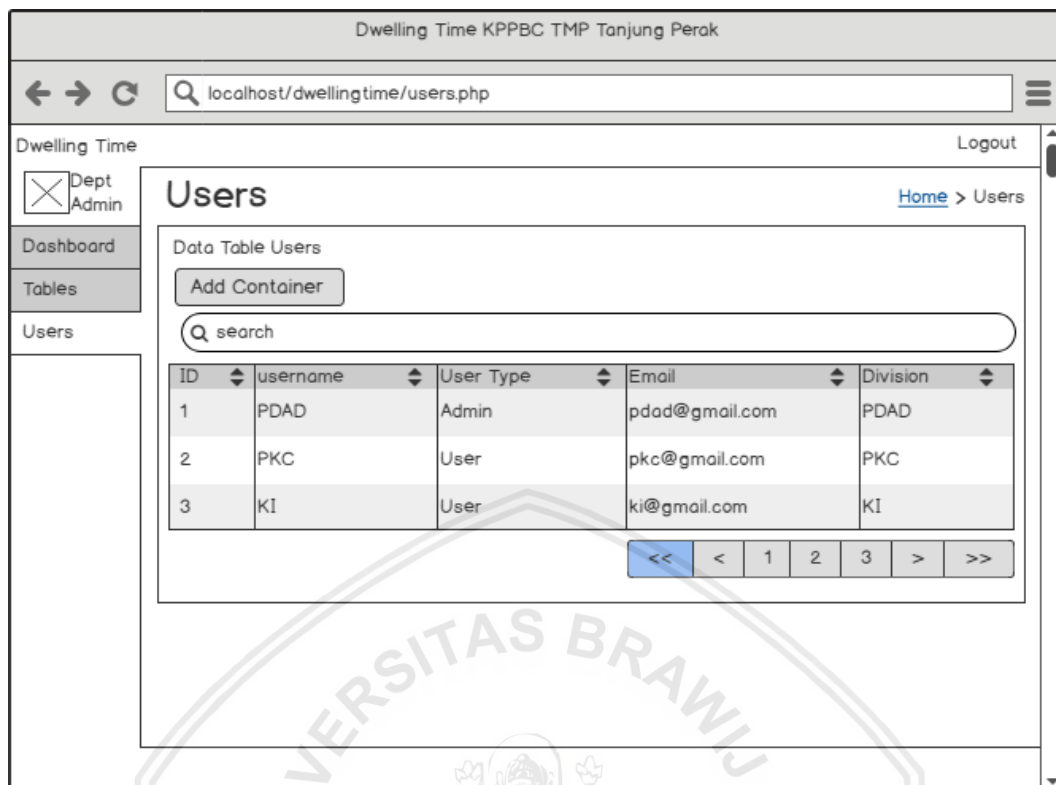 Dwelling Time KPPBC TMP Tanjung Perak
localhost/dwellingtime/users.php
Dwelling Time
Logout
Dept
Admin
Users
Home > Users
Dashboard
Tables
Users
Data Table Users
Add Container
search
ID username User Type Email Division
1 PDAD Admin pdad@gmail.com PDAD
2 PKC User pkc@gmail.com PKC
3 KI User ki@gmail.com KI
<< < 1 2 3 > >>
VERSITAS BRAWIJ